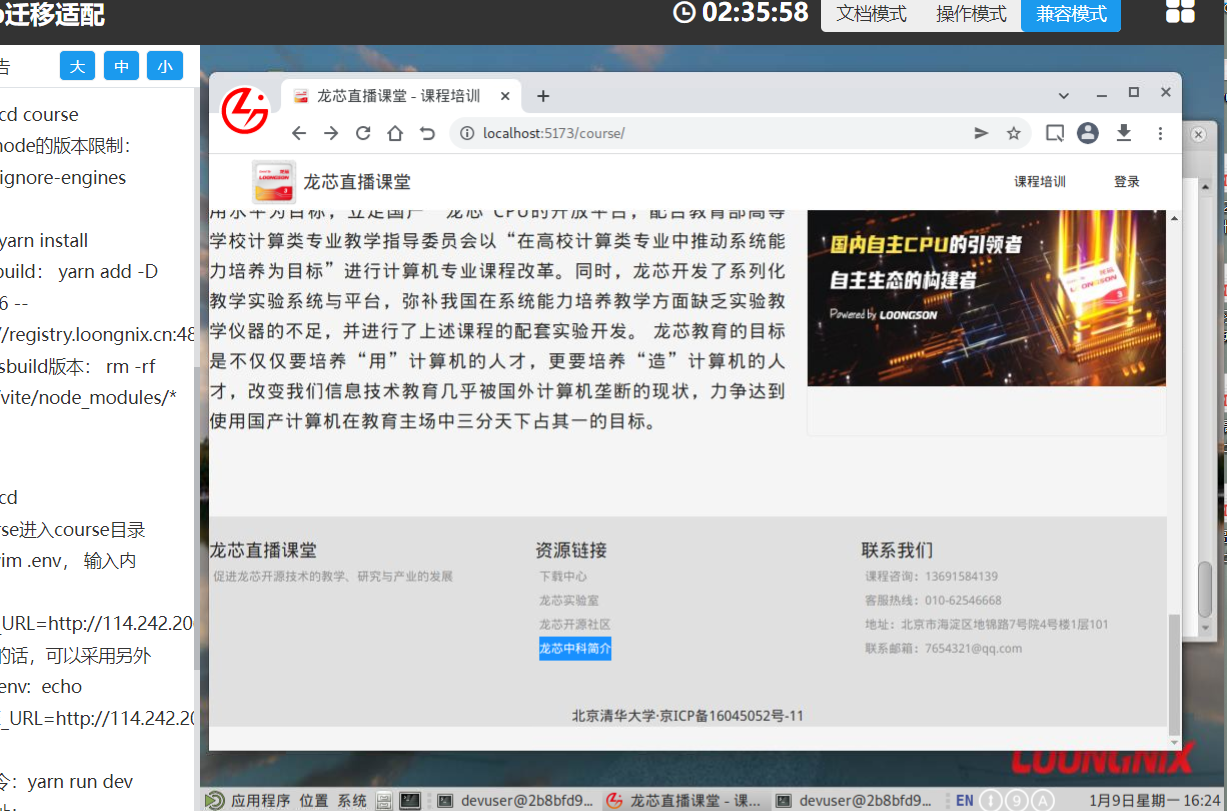 迁移适配
02:35:58
文档模式
操作模式
兼容模式
告
大
中
小
cd course
node的版本限制：
ignore-engines
yarn install
build： yarn add -D
6 --
//registry.loongnix.cn:48
sbuild版本： rm -rf
/vite/node_modules/*
cd
rse进入course目录
vim .env， 输入内
_URL=http://114.242.20
的话，可以采用另外
env:  echo
_URL=http://114.242.20
令：yarn run dev
龙芯直播课堂 - 课程培训
localhost:5173/course/
龙芯直播课堂
课程培训
登录
用水平为目标，立足国产“龙芯”CPU的开放平台，配合教育部高等
学校计算类专业教学指导委员会以“在高校计算类专业中推动系统能
力培养为目标”进行计算机专业课程改革。同时，龙芯开发了系列化
教学实验系统与平台，弥补我国在系统能力培养教学方面缺乏实验教
学仪器的不足，并进行了上述课程的配套实验开发。 龙芯教育的目标
是不仅仅要培养“用”计算机的人才，更要培养“造”计算机的人
才，改变我们信息技术教育几乎被国外计算机垄断的现状，力争达到
使用国产计算机在教育主场中三分天下占其一的目标。
国内自主CPU的引领者
自主生态的构建者
Powered by LOONGSON
龙芯
LOONGSON
3
龙芯直播课堂
促进龙芯开源技术的教学、研究与产业的发展
资源链接
下载中心
龙芯实验室
龙芯开源社区
龙芯中科简介
联系我们
课程咨询：13691584139
客服热线：010-62546668
地址：北京市海淀区地锦路7号院4号楼1层101
联系邮箱：7654321@qq.com
北京清华大学·京ICP备16045052号-11
LOONGNIX
应用程序
位置
系统
devuser@2b8bfd9...
龙芯直播课堂 - 课...
devuser@2b8bfd9...
EN
1
9
A
1月9日星期一 16:24